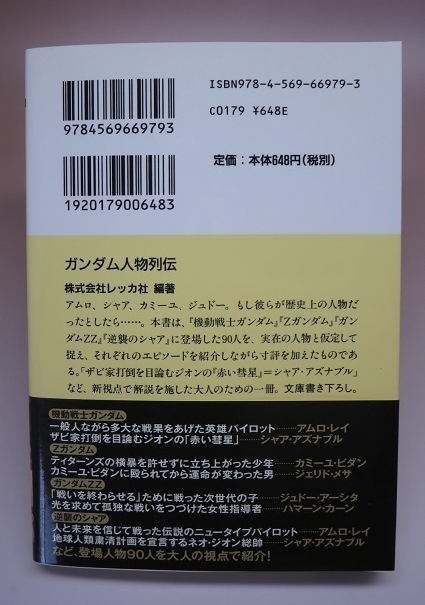 ISBN978-4-569-66979-3
C0179 ¥648E
9784569669793
定価：本体648円(税別)
1920179006483
ガンダム人物列伝
株式会社レッカ社 編著
アムロ、シャア、カミーユ、ジュドー。もし彼らが歴史上の人物だ
ったとしたら……。本書は、『機動戦士ガンダム』『Zガンダム』『ガン
ダムZZ』『逆襲のシャア』に登場した90人を、実在の人物と仮定して
捉え、それぞれのエピソードを紹介しながら寸評を加えたものであ
る。「ザビ家打倒を目論むジオンの『赤い彗星』＝シャア・アズナブル」
など、新視点で解説を施した大人のための一冊。文庫書き下ろし。
機動戦士ガンダム
一般人ながら多大な戦果をあげた英雄パイロット……アムロ・レイ
ザビ家打倒を目論むジオンの「赤い彗星」……シャア・アズナブル
Zガンダム
ティターンズの横暴を許せずに立ち上がった少年……カミーユ・ビダン
カミーユ・ビダンに殴られてから運命が変わった男……ジェリド・メサ
ガンダムZZ
「戦いを終わらせる」ために戦った次世代の子……ジュドー・アーシタ
光を求めて孤独な戦いをつづけた女性指導者……ハマーン・カーン
逆襲のシャア
人と未来を信じて戦った伝説のニュータイプパイロット……アムロ・レイ
地球人類粛清計画を宣言するネオ・ジオン総帥……シャア・アズナブル
など、登場人物90人を大人の視点で紹介!